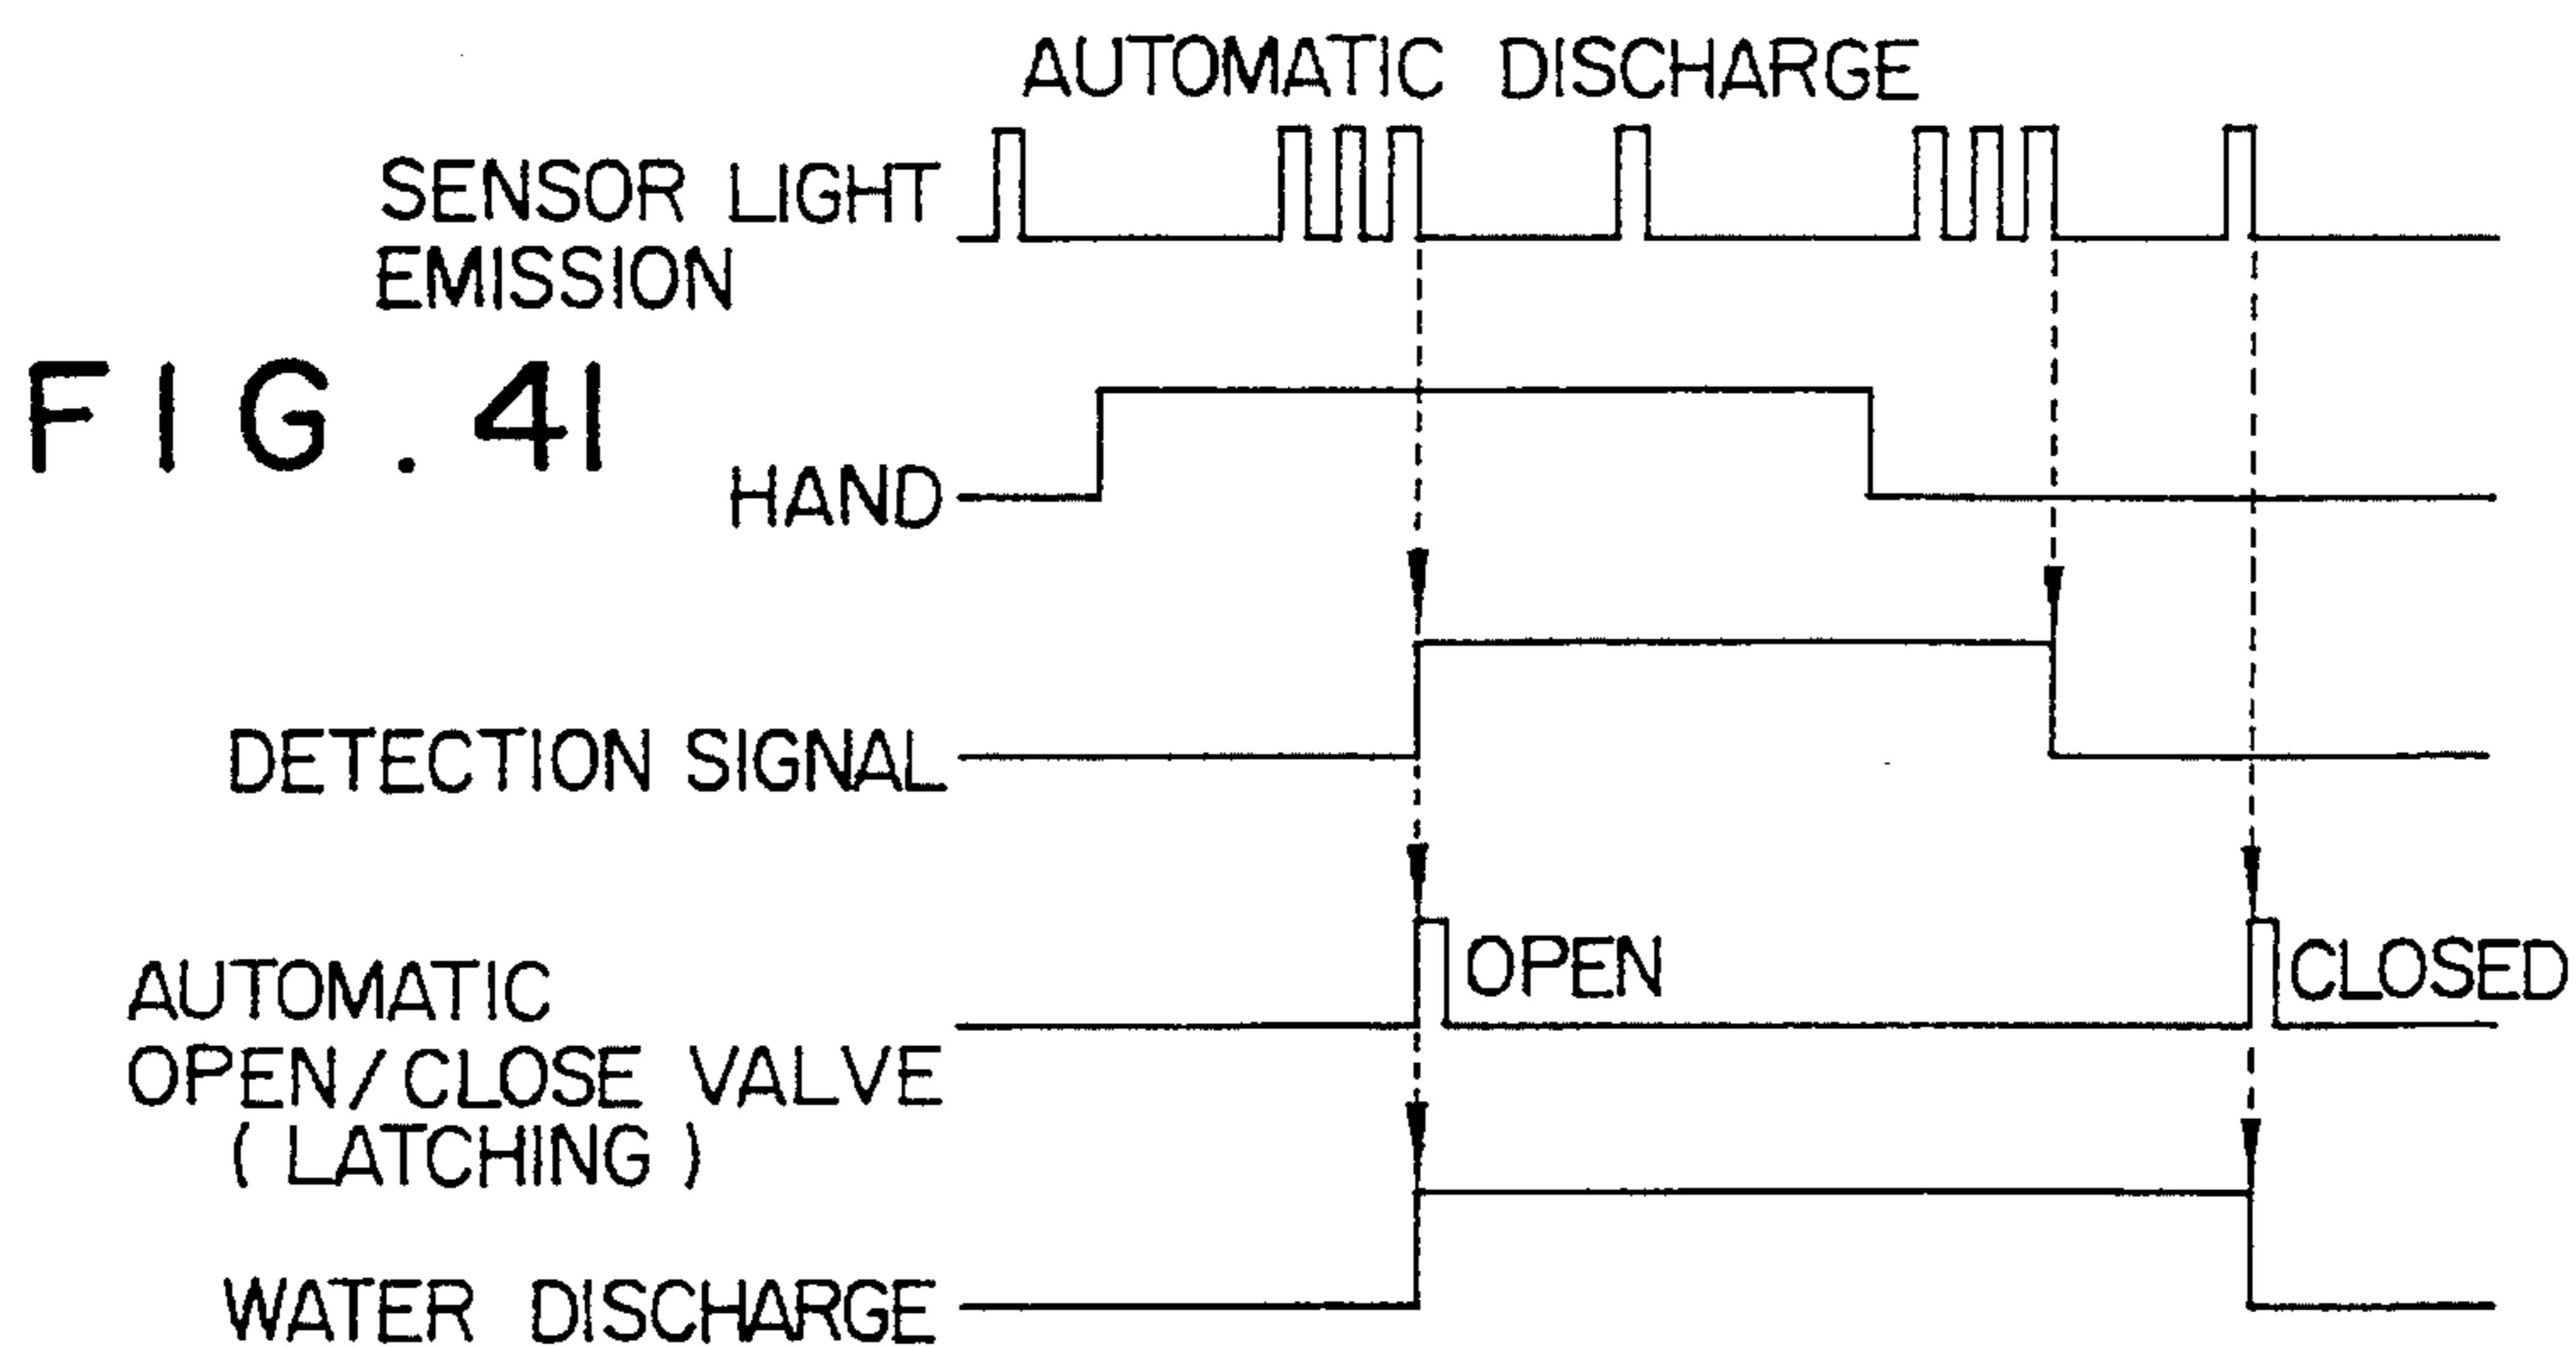 AUTOMATIC DISCHARGE
SENSOR LIGHT
EMISSION
FIG. 41
HAND
DETECTION SIGNAL
OPEN
CLOSED
AUTOMATIC
OPEN/CLOSE VALVE
(LATCHING)
WATER DISCHARGE